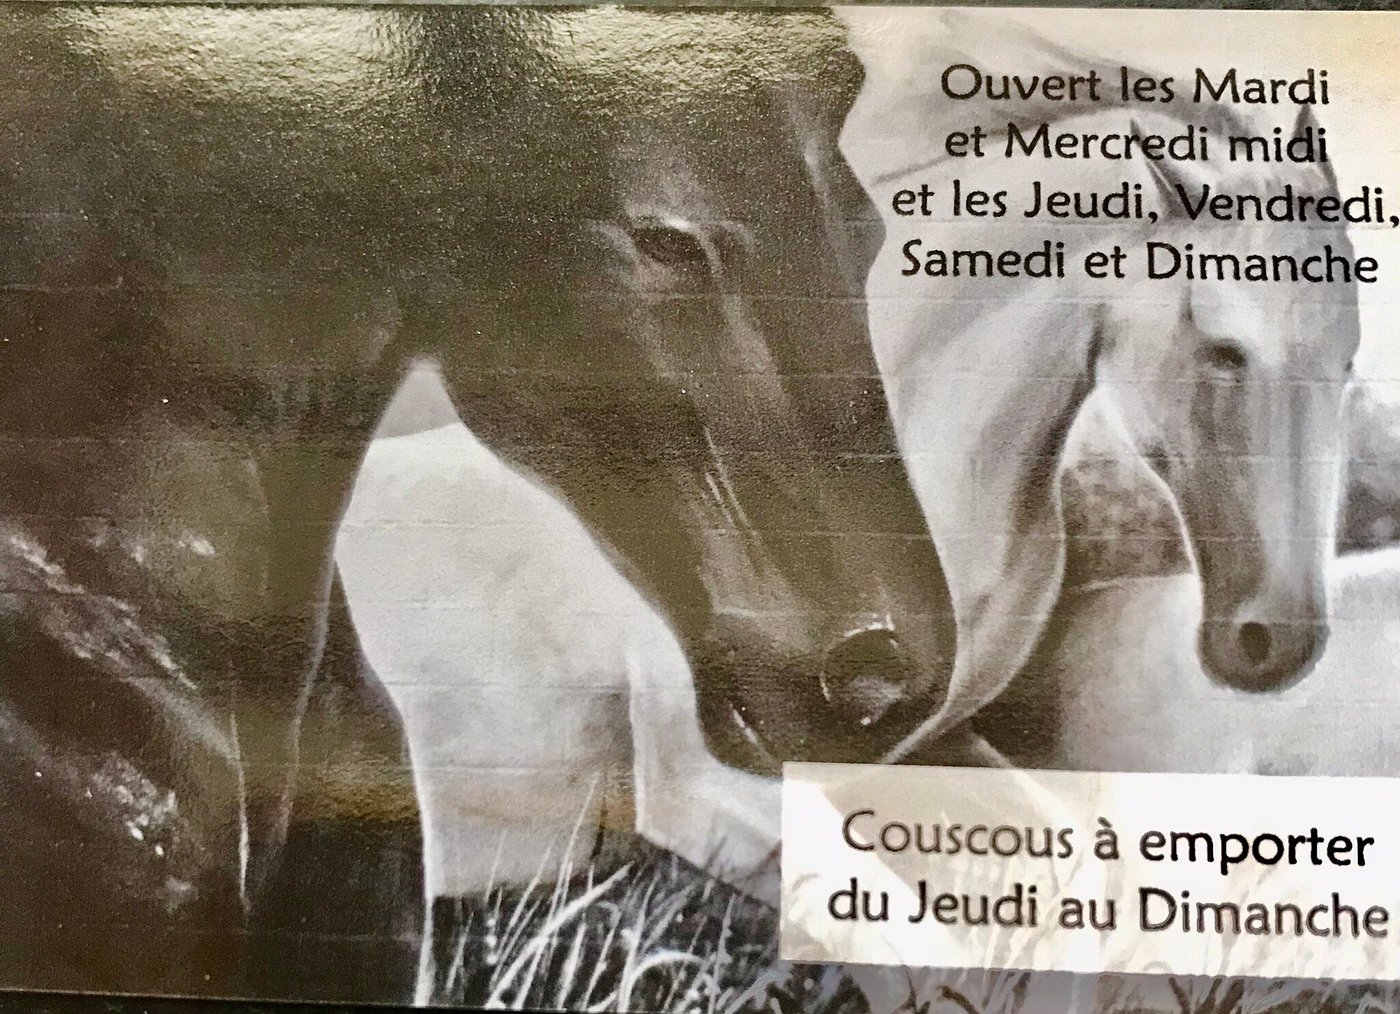 Ouvert les Mardi
et Mercredi midi
et les Jeudi, Vendredi,
Samedi et Dimanche
Couscous à emporter
du Jeudi au Dimanche